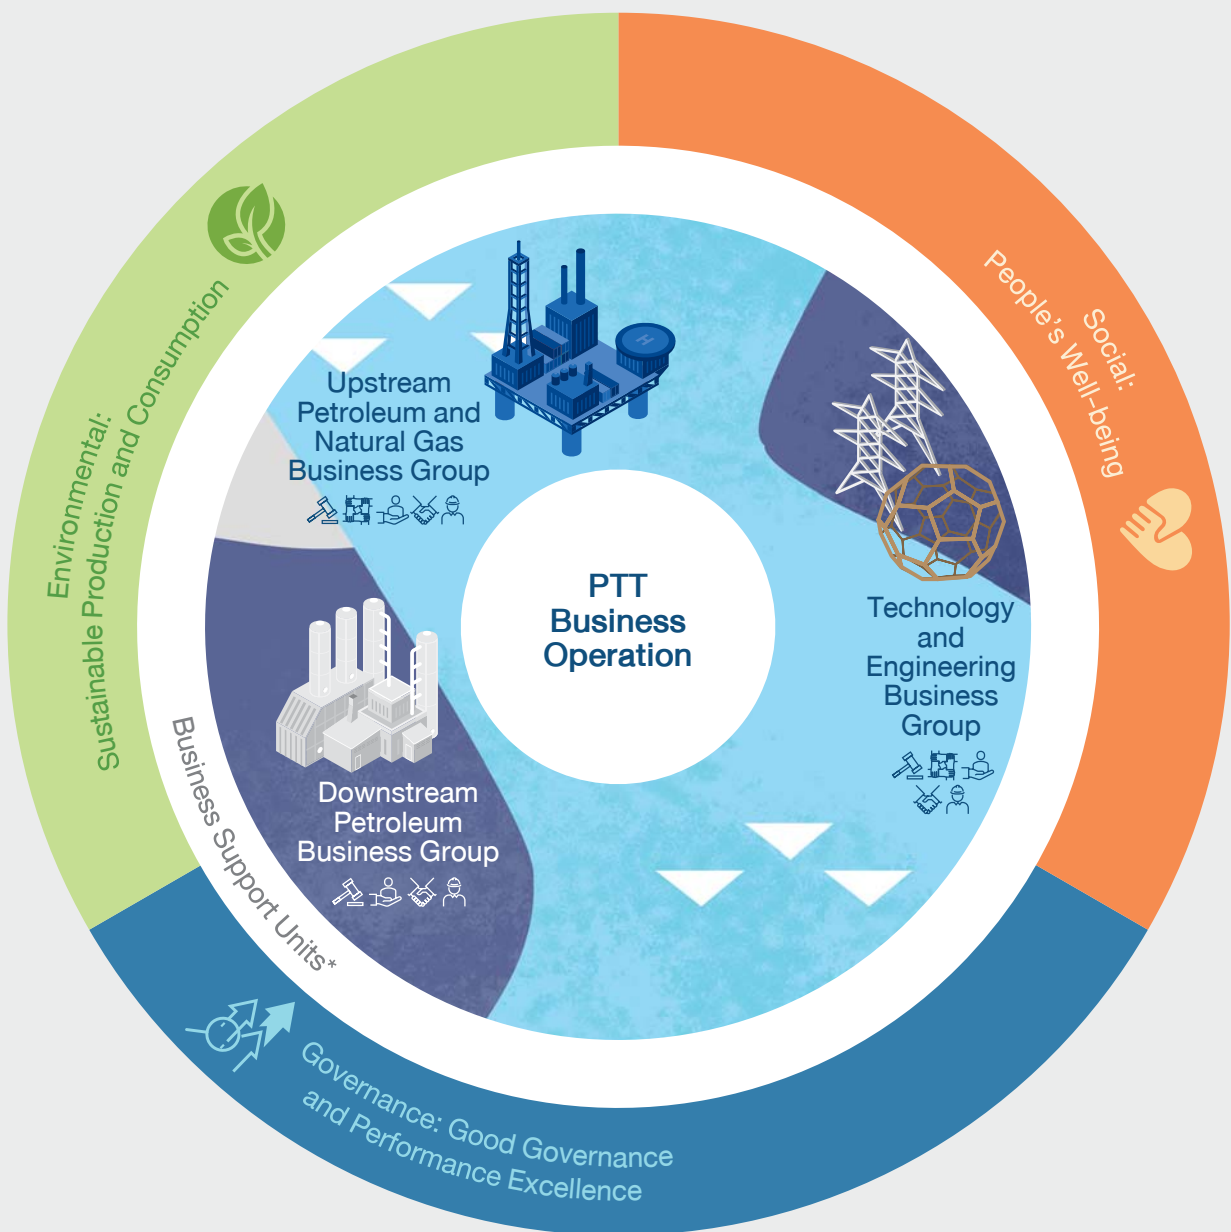 Environmental:
Sustainable Production and Consumption
Social:
People's Well-being
Upstream
Petroleum and
Natural Gas
Business Group
H
PTT
Business
Operation
Technology
and
Engineering
Business
Group
Downstream
Petroleum
Business Group
Business Support Units*
Governance: Good Governance
and Performance Excellence